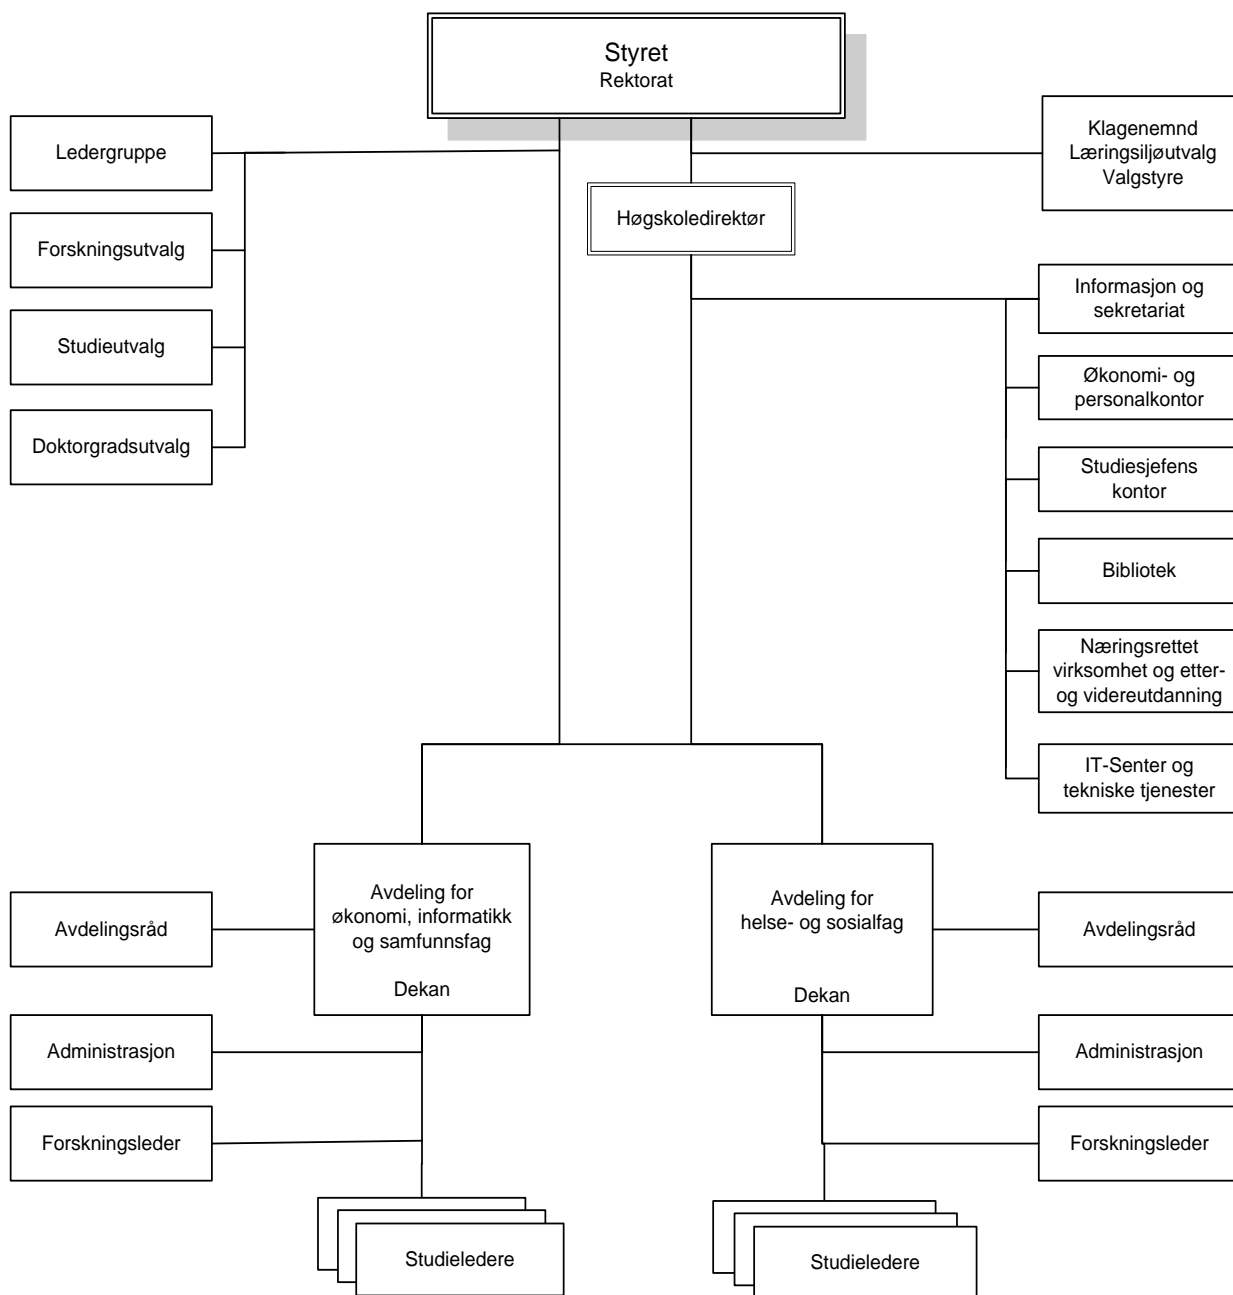 Styret
Rektorat
Ledergruppe
Klagenemnd
Læringsiljøutvalg
Valgstyre
Høgskoledirektør
Forskningsutvalg
Informasjon og
sekretariat
Studieutvalg
Økonomi- og
personalkontor
Doktorgradsutvalg
Studiesjefens
kontor
Bibliotek
Næringsrettet
virksomhet og etter-
og videreutdanning
IT-Senter og
tekniske tjenester
Avdeling for
økonomi, informatikk
og samfunnsfag
Dekan
Avdeling for
helse- og sosialfag
Dekan
Avdelingsråd
Avdelingsråd
Administrasjon
Administrasjon
Forskningsleder
Forskningsleder
Studieledere
Studieledere